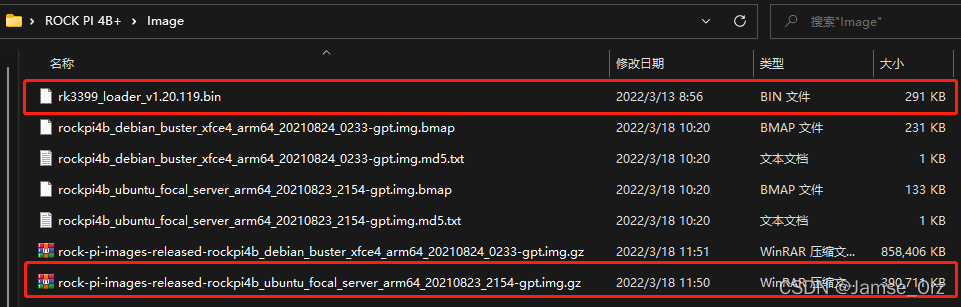 ROCK PI 4B+ > Image
搜索"Image"
名称 修改日期 类型 大小
rk3399_loader_v1.20.119.bin 2022/3/13 8:56 BIN 文件 291 KB
rockpi4b_debian_buster_xfce4_arm64_20210824_0233-gpt.img.bmap 2022/3/18 10:20 BMAP 文件 231 KB
rockpi4b_debian_buster_xfce4_arm64_20210824_0233-gpt.img.md5.txt 2022/3/18 10:20 文本文档 1 KB
rockpi4b_ubuntu_focal_server_arm64_20210823_2154-gpt.img.bmap 2022/3/18 10:20 BMAP 文件 133 KB
rockpi4b_ubuntu_focal_server_arm64_20210823_2154-gpt.img.md5.txt 2022/3/18 10:20 文本文档 1 KB
rock-pi-images-released-rockpi4b_debian_buster_xfce4_arm64_20210824_0233-gpt.img.gz 2022/3/18 11:51 WinRAR 压缩文... 858,406 KB
rock-pi-images-released-rockpi4b_ubuntu_focal_server_arm64_20210823_2154-gpt.img.gz 2022/3/18 11:50 WinRAR 压缩文... 390,711 KB
CSDN @Jamse_Orz